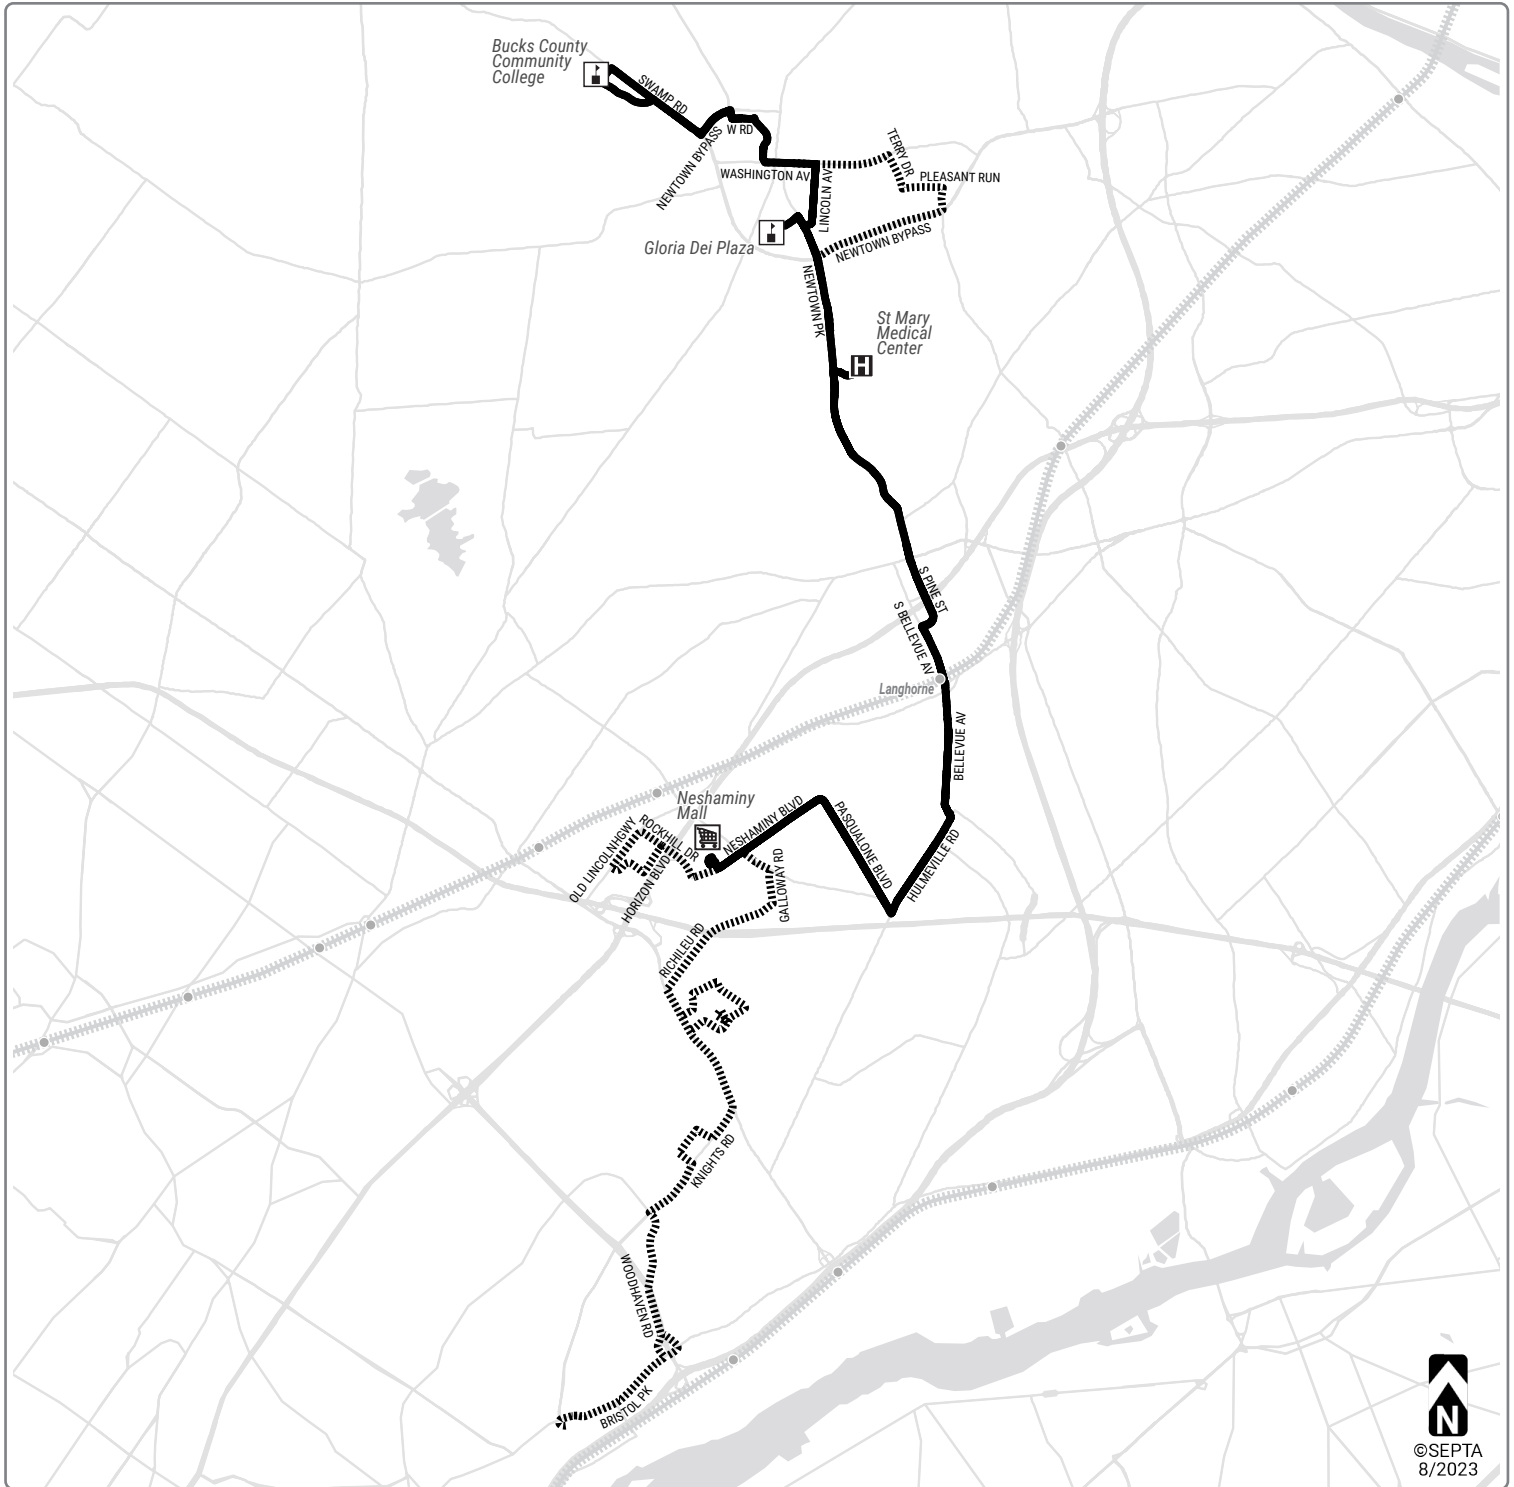 Bucks County
Community
College
SWAMP RD
W RD
NEWTOWN BYPASS
WASHINGTON AV
LINCOLN AV
TERRY DR
PLEASANT RUN
NEWTOWN BYPASS
Gloria Dei Plaza
NEWTOWN PK
St Mary
Medical
Center
H
S PINE ST
S BELLEVUE AV
Langhorne
BELLEVUE AV
Neshaminy
Mall
NESHAMINY BLVD
PASQUALONE BLVD
HULMEVILLE RD
ROCKHILL DR
OLD LINCOLNHGWY
HORIZON BLVD
GALLOWAY RD
RICHILEU RD
KNIGHTS RD
WOODHAVEN RD
BRISTOL PK
N
©SEPTA
8/2023